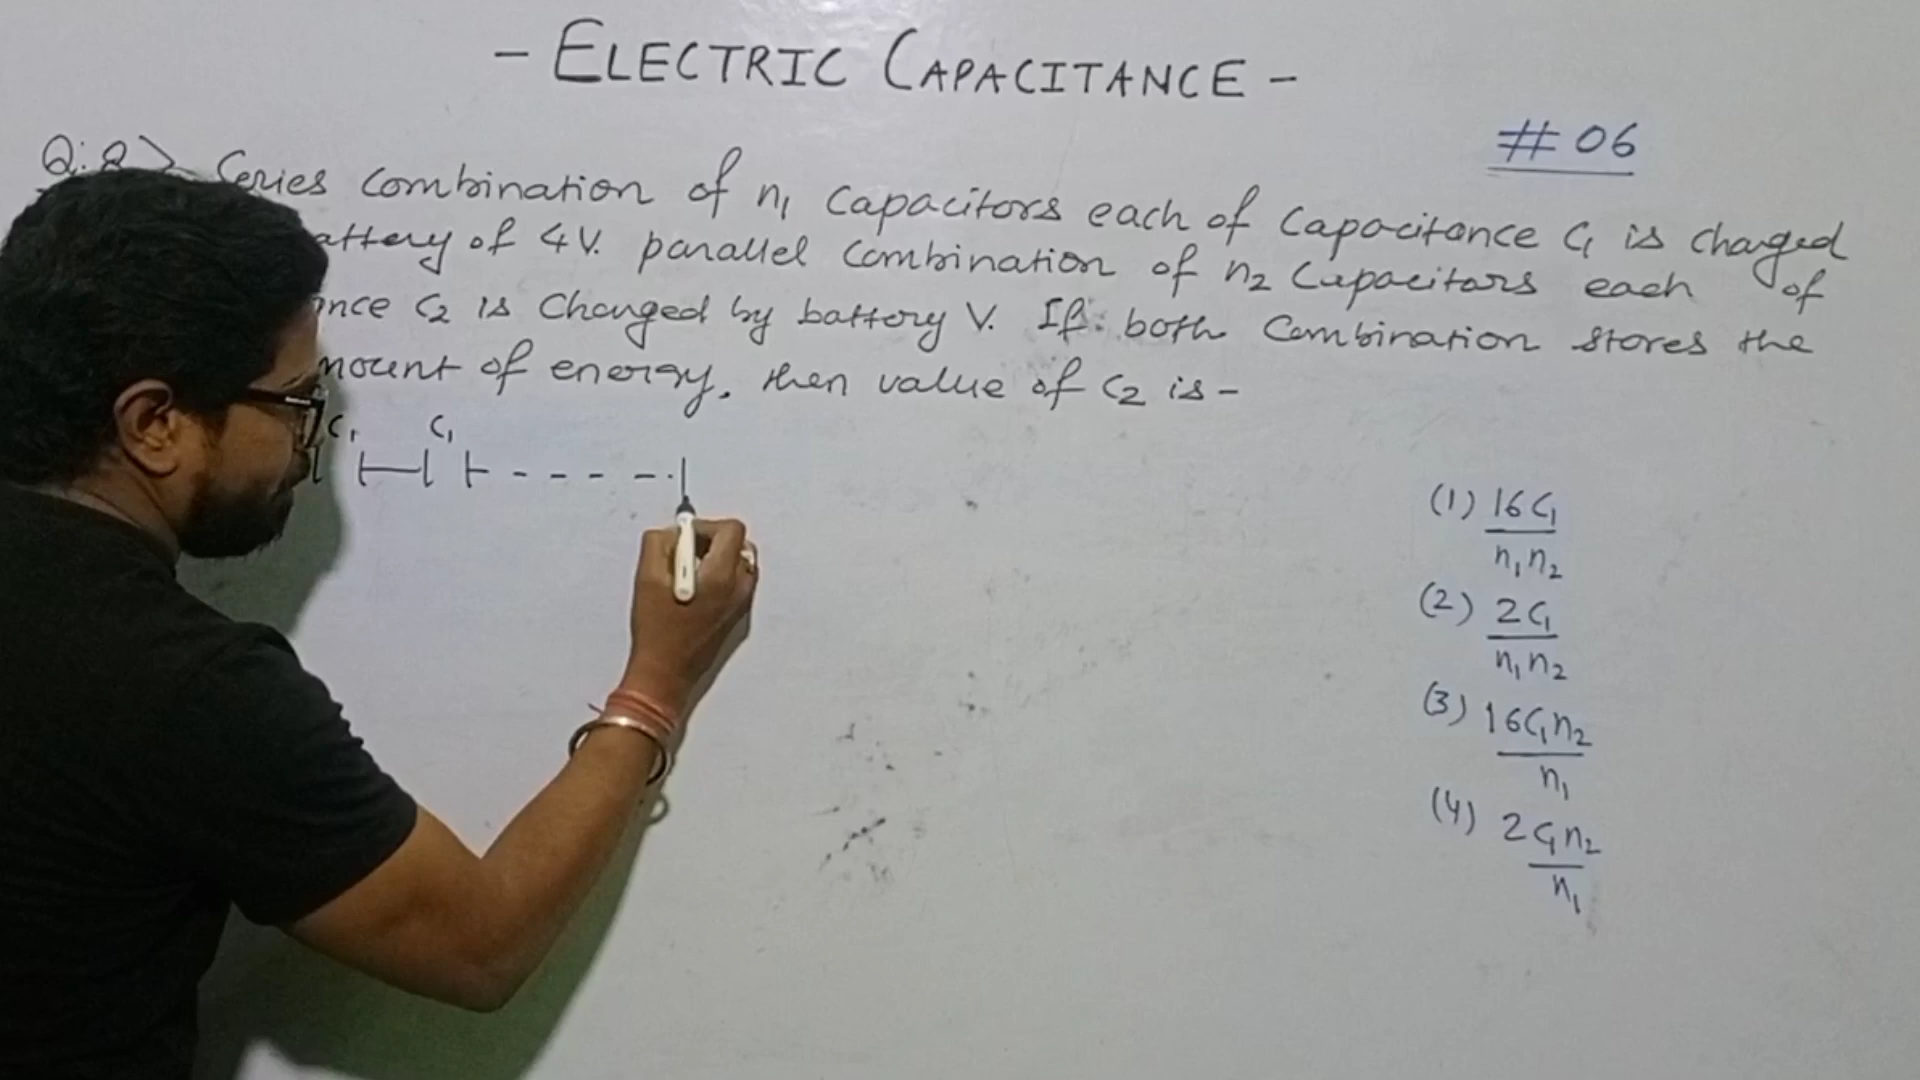 - ELECTRIC CAPACITANCE -
# 06
Q:8> Series combination of n₁ capacitors each of capacitance C₁ is charged
attery of 4V. parallel combination of n₂ capacitors each of
nce C₂ is charged by battery V. If both combination stores the
mount of energy, then value of C₂ is -
C₁ C₁
(1) 16C₁
n₁n₂
(2) 2C₁
n₁n₂
(3) 16C₁n₂
n₁
(4) 2C₁n₂
n₁